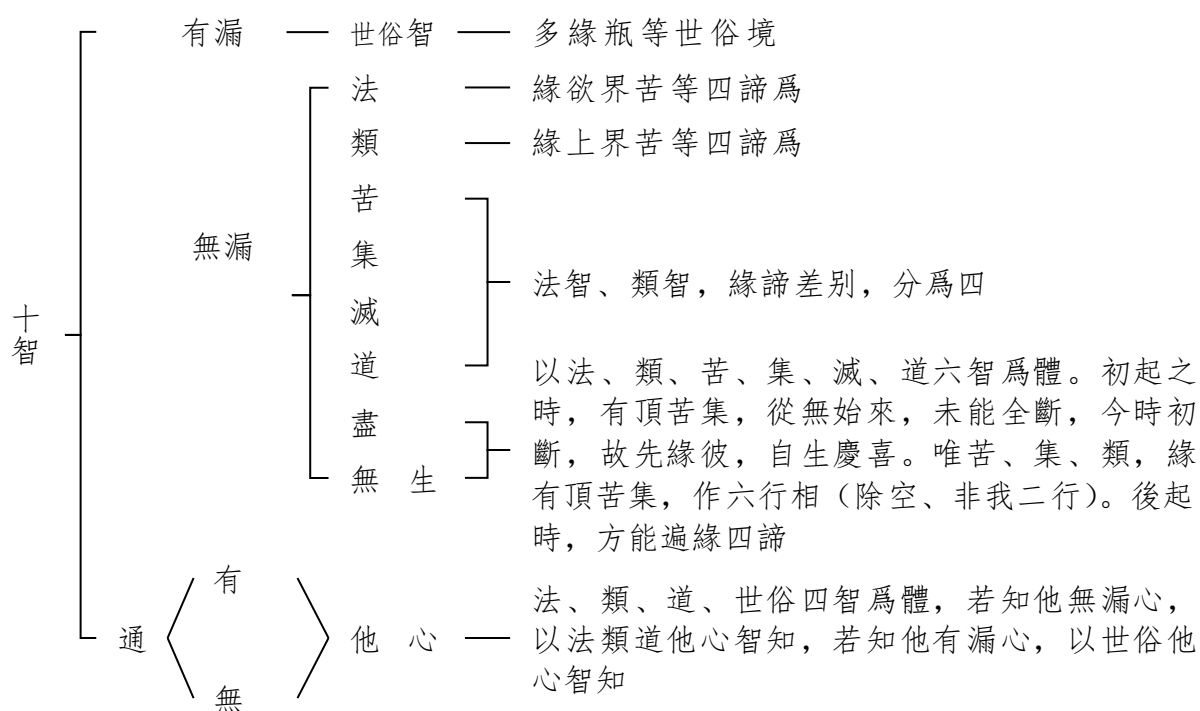 十智
有漏 世俗智 多緣瓶等世俗境
無漏
法 緣欲界苦等四諦爲
類 緣上界苦等四諦爲
苦
集
滅
道
法智、類智，緣諦差别，分爲四
盡
無生
以法、類、苦、集、滅、道六智爲體。初起之
時，有頂苦集，從無始來，未能全斷，今時初
斷，故先緣彼，自生慶喜。唯苦、集、類，緣
有頂苦集，作六行相（除空、非我二行）。後起
時，方能遍緣四諦
通
有
無
他心
法、類、道、世俗四智爲體，若知他無漏心，
以法類道他心智知，若知他有漏心，以世俗他
心智知